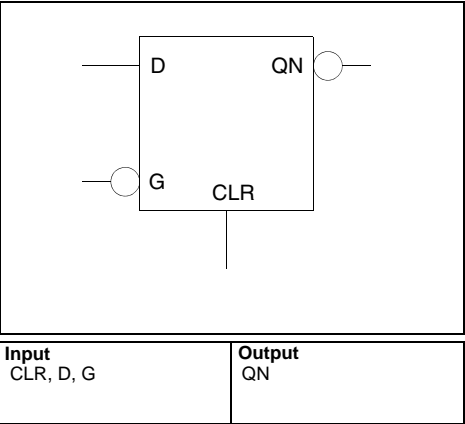 D QN
G
CLR
Input Output
CLR, D, G QN